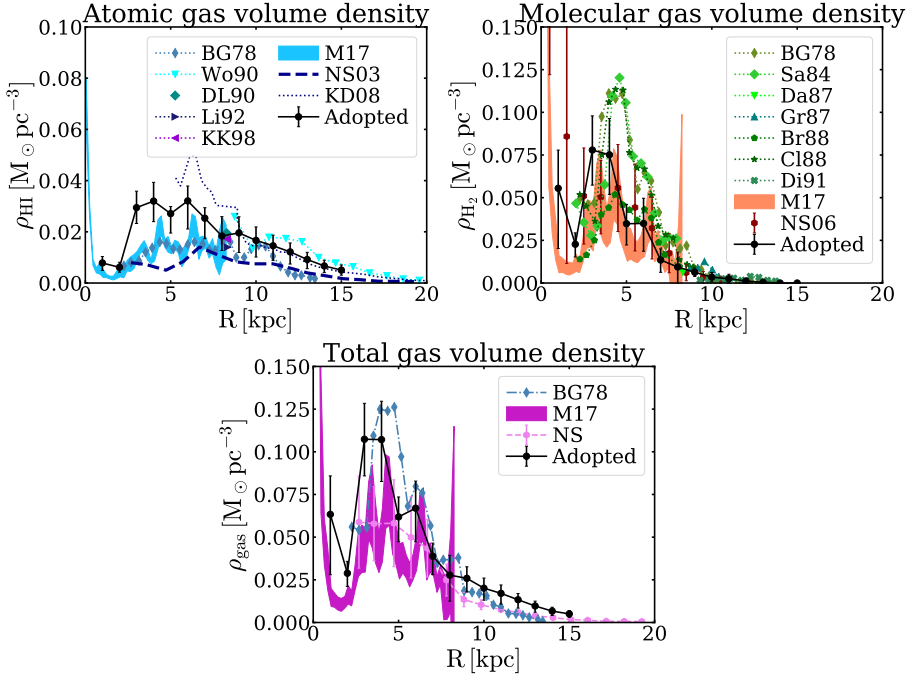 Atomic gas volume density
ρHI [M⊙ pc−3]
0.10
0.08
0.06
0.04
0.02
0.00
BG78
Wo90
DL90
Li92
KK98
M17
NS03
KD08
Adopted
0 5 10 15 20
R [kpc]
Molecular gas volume density
ρH2 [M⊙ pc−3]
0.150
0.125
0.100
0.075
0.050
0.025
0.000
BG78
Sa84
Da87
Gr87
Br88
Cl88
Di91
M17
NS06
Adopted
0 5 10 15 20
R [kpc]
Total gas volume density
ρgas [M⊙ pc−3]
0.150
0.125
0.100
0.075
0.050
0.025
0.000
BG78
M17
NS
Adopted
0 5 10 15 20
R [kpc]